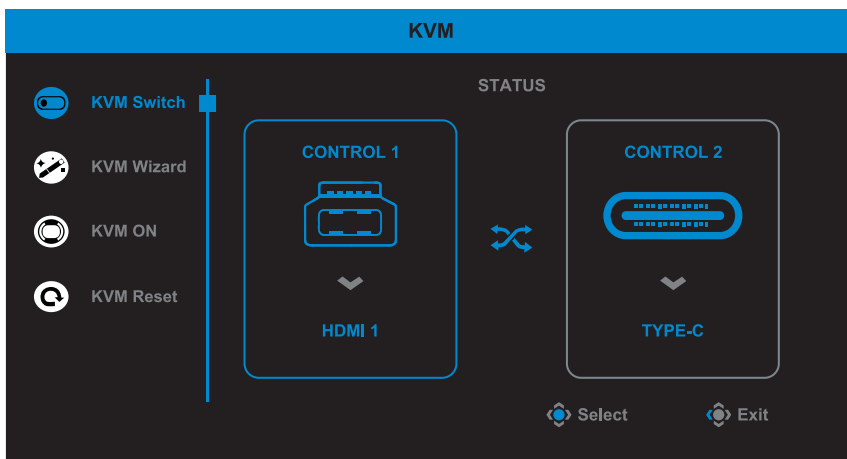 KVM
KVM Switch
KVM Wizard
KVM ON
KVM Reset
STATUS
CONTROL 1
HDMI 1
CONTROL 2
TYPE-C
Select
Exit